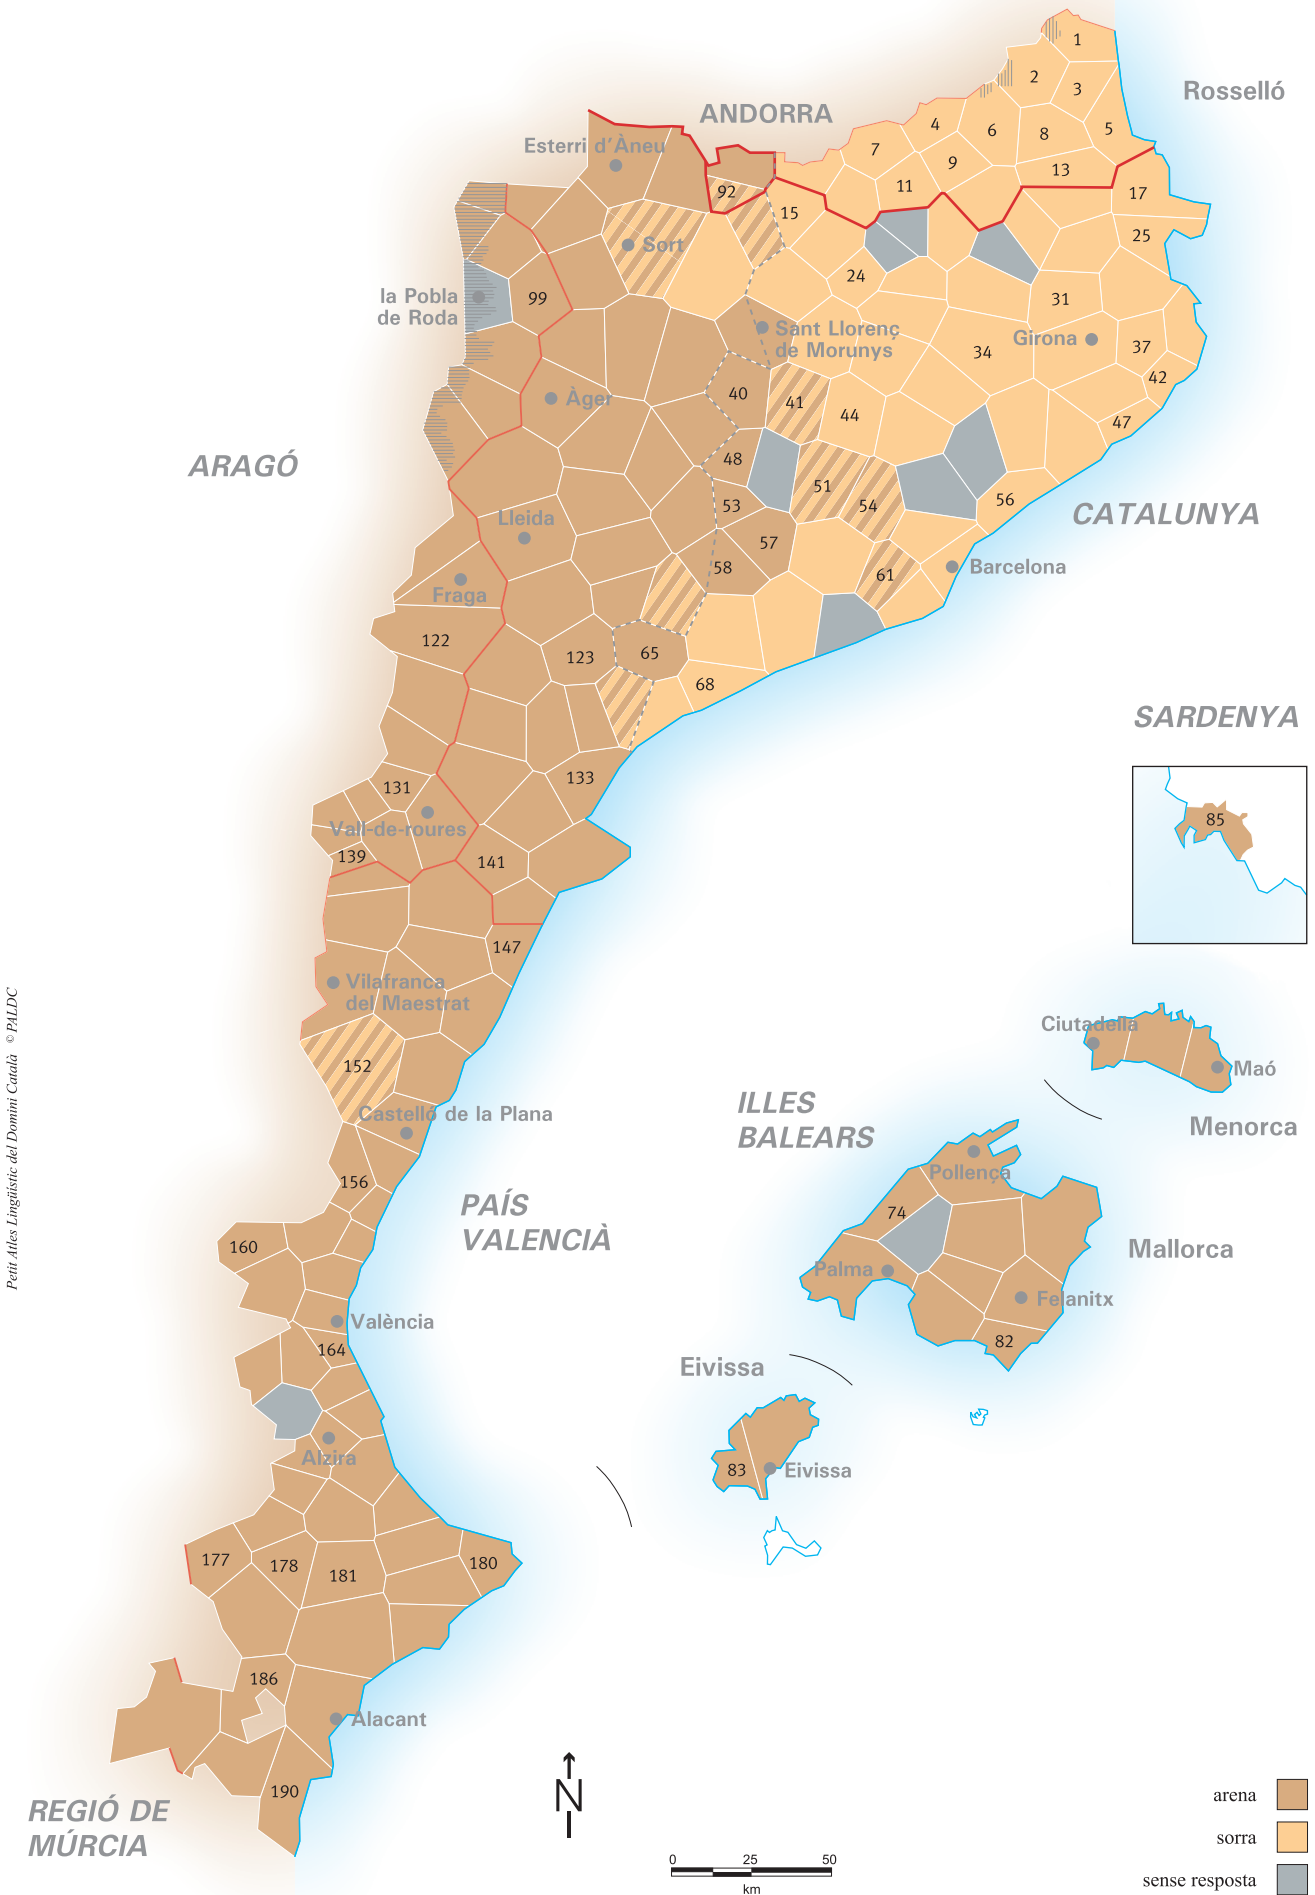 1
2
3
Rosselló
ANDORRA
4
6
8
5
Esterri d'Àneu
7
9
13
11
92
17
15
25
Sort
24
la Pobla
de Roda
99
31
Sant Llorenç
de Morunys
Girona
34
37
42
Àger
40
41
44
47
ARAGÓ
48
51
54
53
56
CATALUNYA
Lleida
57
58
61
Barcelona
Fraga
122
123
65
68
SARDENYA
131
133
85
Vall-de-roures
139
141
147
Vilafranca
del Maestrat
Petit Atles Lingüístic del Domini Català © PALDC
152
Ciutadella
Maó
Menorca
ILLES
BALEARS
Castelló de la Plana
Pollença
156
PAÍS
VALENCIÀ
74
160
Mallorca
Palma
Felanitx
València
164
82
Eivissa
Alzira
83
Eivissa
177
178
181
180
186
Alacant
190
N
REGIÓ DE
MÚRCIA
arena
sorra
sense resposta
0 25 50
km